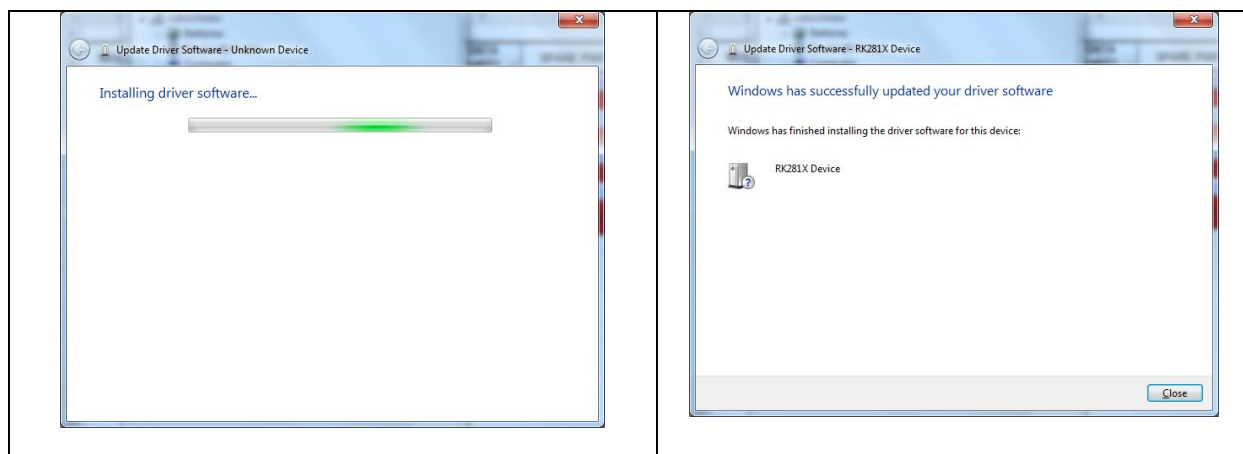 Update Driver Software - Unknown Device
Installing driver software...
Update Driver Software - RK281X Device
Windows has successfully updated your driver software
Windows has finished installing the driver software for this device:
RK281X Device
Close